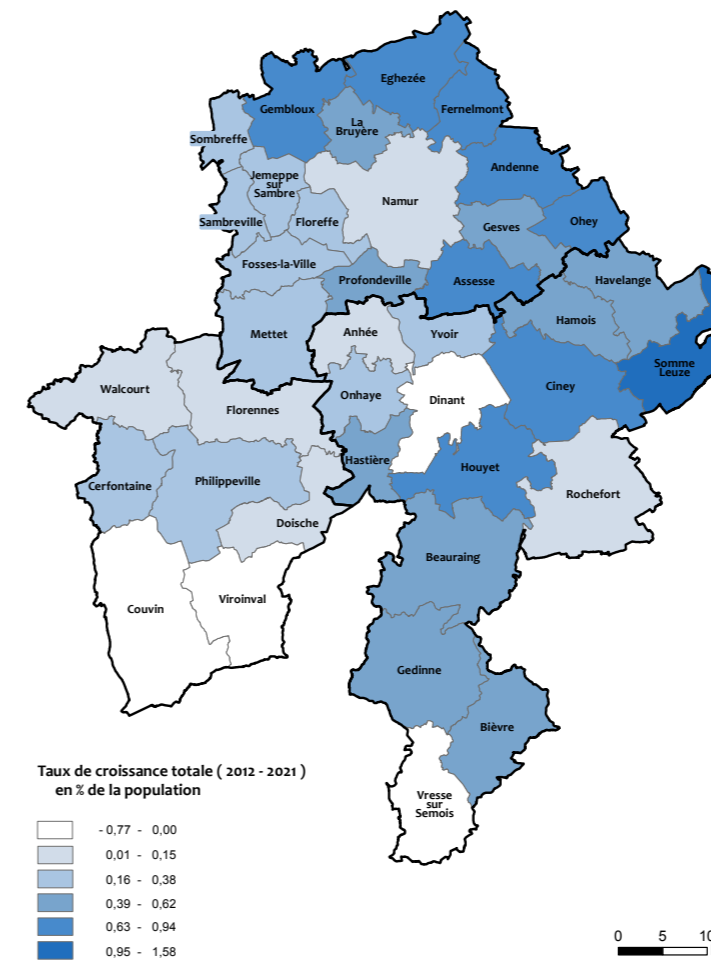 Eghezée
Gembloux
Fernelmont
La
Bruyère
Sombreffe
Andenne
Jemeppe
sur
Sambre
Namur
Sambreville
Floreffe
Gesves
Ohey
Fosses-la-Ville
Profondeville
Assesse
Havelange
Hamois
Mettet
Anhée
Yvoir
Somme
Leuze
Walcourt
Onhaye
Dinant
Ciney
Florennes
Hastière
Houyet
Cerfontaine
Philippeville
Rochefort
Doische
Beauraing
Couvin
Viroinval
Gedinne
Bièvre
Vresse
sur
Semois
Taux de croissance totale ( 2012 - 2021 )
en % de la population
- 0,77 - 0,00
0,01 - 0,15
0,16 - 0,38
0,39 - 0,62
0,63 - 0,94
0,95 - 1,58
0 5 10